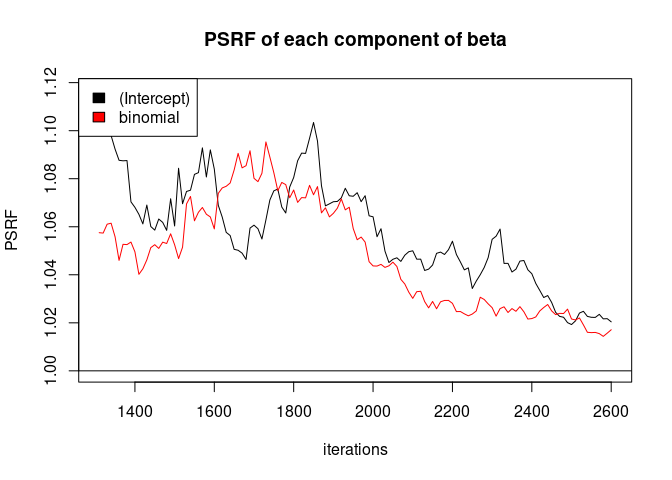 PSRF of each component of beta
(Intercept)
binomial
PSRF
1.12
1.10
1.08
1.06
1.04
1.02
1.00
1400 1600 1800 2000 2200 2400 2600
iterations